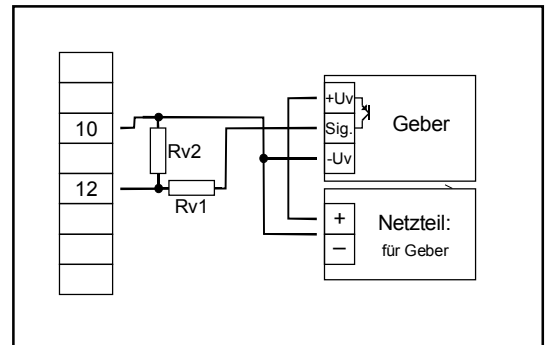 10
12
Rv2
Rv1
+Uv
Sig.
-Uv
Geber
+
–
Netzteil:
für Geber